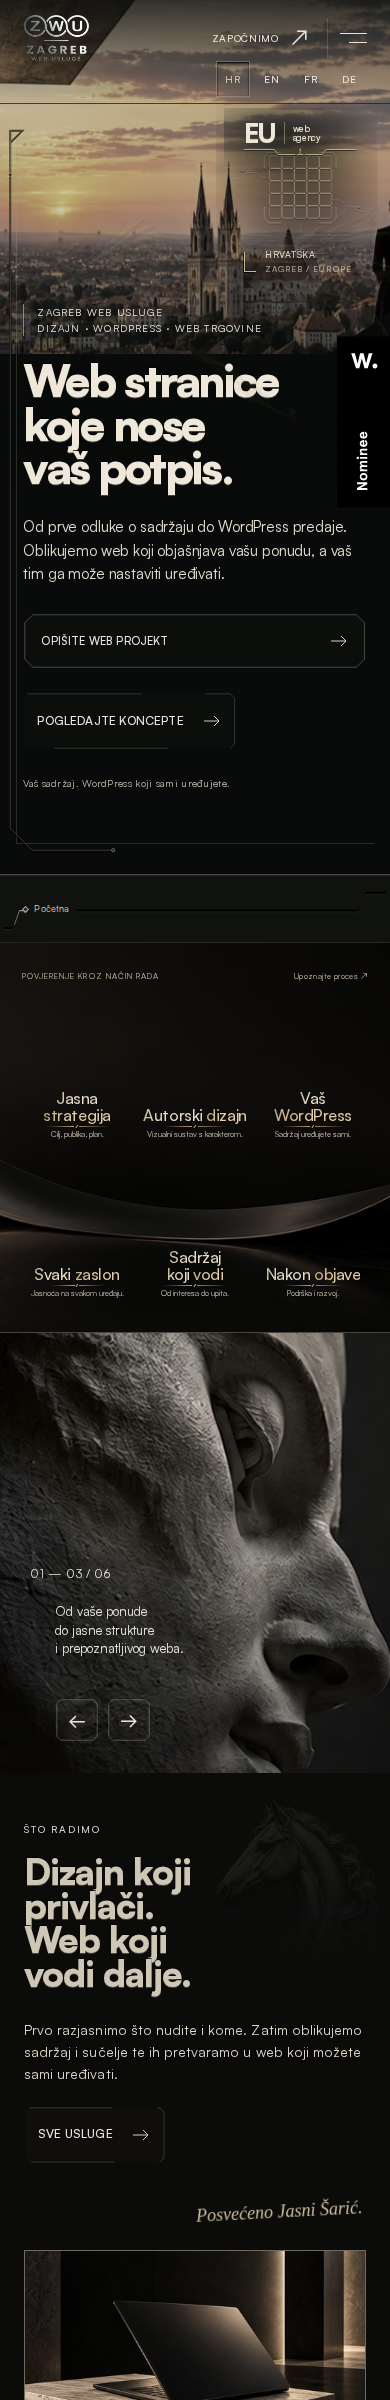 ZWU
ZAGREB
WEB USLUGE
ZAPOČNIMO
HR EN FR DE
EU web
agency
HRVATSKA
ZAGREB / EUROPE
ZAGREB WEB USLUGE
DIZAJN · WORDPRESS · WEB TRGOVINE
Web stranice
koje nose
vaš potpis.
W.
Nominee
Od prve odluke o sadržaju do WordPress predaje.
Oblikujemo web koji objašnjava vašu ponudu, a vaš
tim ga može nastaviti uređivati.
OPIŠITE WEB PROJEKT
POGLEDAJTE KONCEPTE
Vaš sadržaj. WordPress koji sami uređujete.
Početna
POVJERENJE KROZ NAČIN RADA
Upoznajte proces ↗
Jasna
strategija
Cilj, publika, plan.
Autorski dizajn
Vizualni sustav s karakterom.
Vaš
WordPress
Sadržaj uređujete sami.
Svaki zaslon
Jasnoća na svakom uređaju.
Sadržaj
koji vodi
Od interesa do upita.
Nakon objave
Podrška i razvoj.
01 — 03 / 06
Od vaše ponude
do jasne strukture
i prepoznatljivog weba.
ŠTO RADIMO
Dizajn koji
privlači.
Web koji
vodi dalje.
Prvo razjasnimo što nudite i kome. Zatim oblikujemo
sadržaj i sučelje te ih pretvaramo u web koji možete
sami uređivati.
SVE USLUGE
Posvećeno Jasni Šarić.